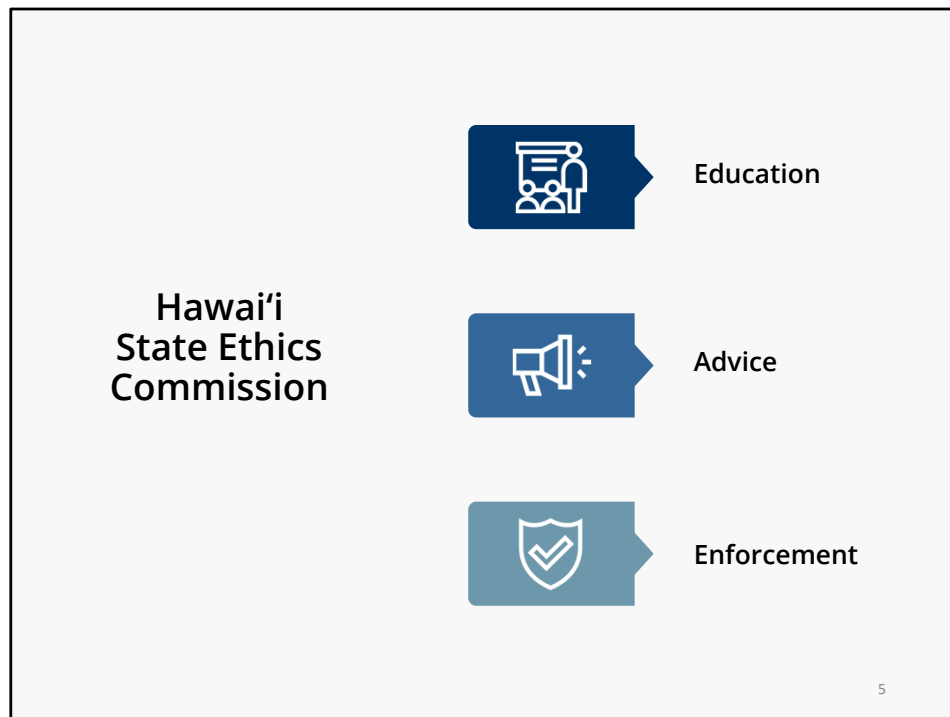 Hawaiʻi
State Ethics
Commission
Education
Advice
Enforcement
5